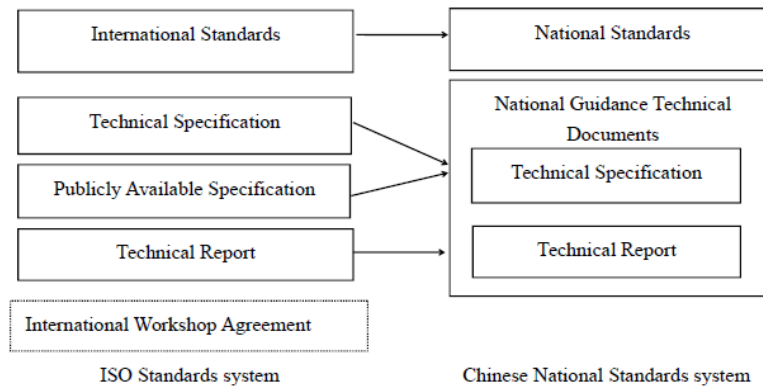 International Standards
National Standards
Technical Specification
Publicly Available Specification
Technical Report
International Workshop Agreement
ISO Standards system
National Guidance Technical
Documents
Technical Specification
Technical Report
Chinese National Standards system